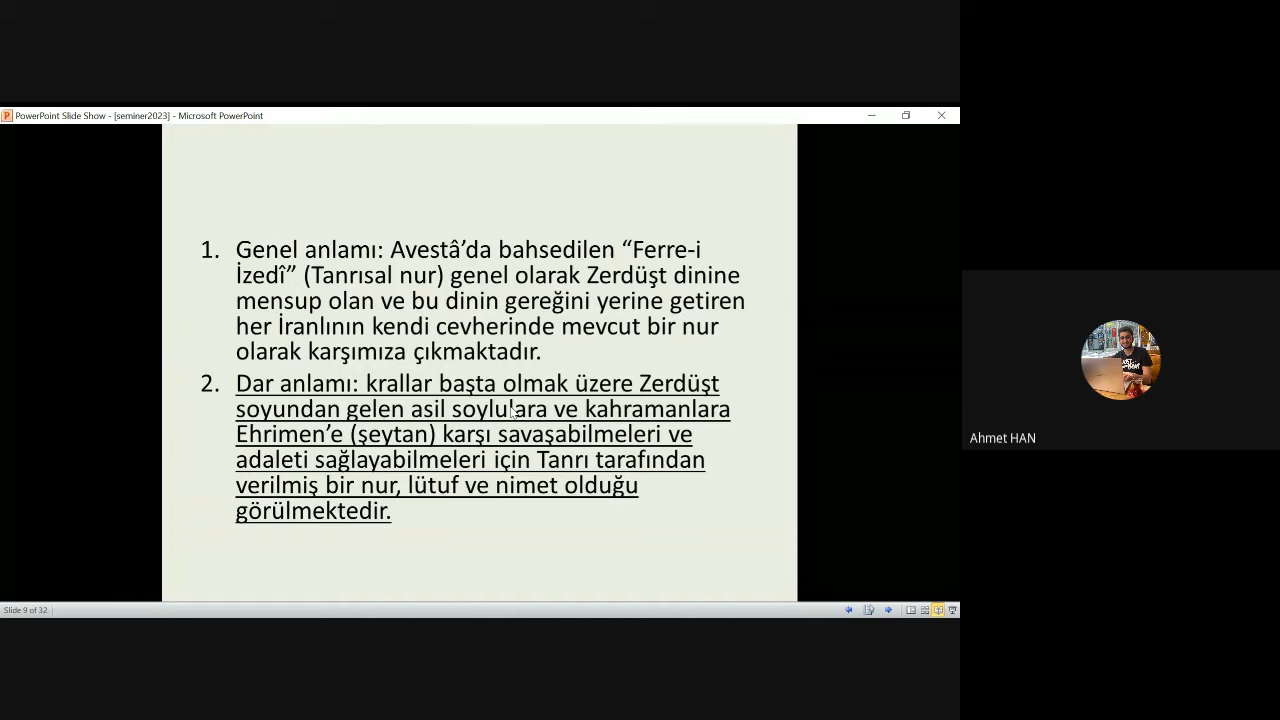 PowerPoint Slide Show - [seminer2023] - Microsoft PowerPoint
1. Genel anlamı: Avestâ’da bahsedilen “Ferre-i
İzedî” (Tanrısal nur) genel olarak Zerdüşt dinine
mensup olan ve bu dinin gereğini yerine getiren
her İranlının kendi cevherinde mevcut bir nur
olarak karşımıza çıkmaktadır.
2. Dar anlamı: krallar başta olmak üzere Zerdüşt
soyundan gelen asil soylulara ve kahramanlara
Ehrimen’e (şeytan) karşı savaşabilmeleri ve
adaleti sağlayabilmeleri için Tanrı tarafından
verilmiş bir nur, lütuf ve nimet olduğu
görülmektedir.
Slide 9 of 32
Ahmet HAN